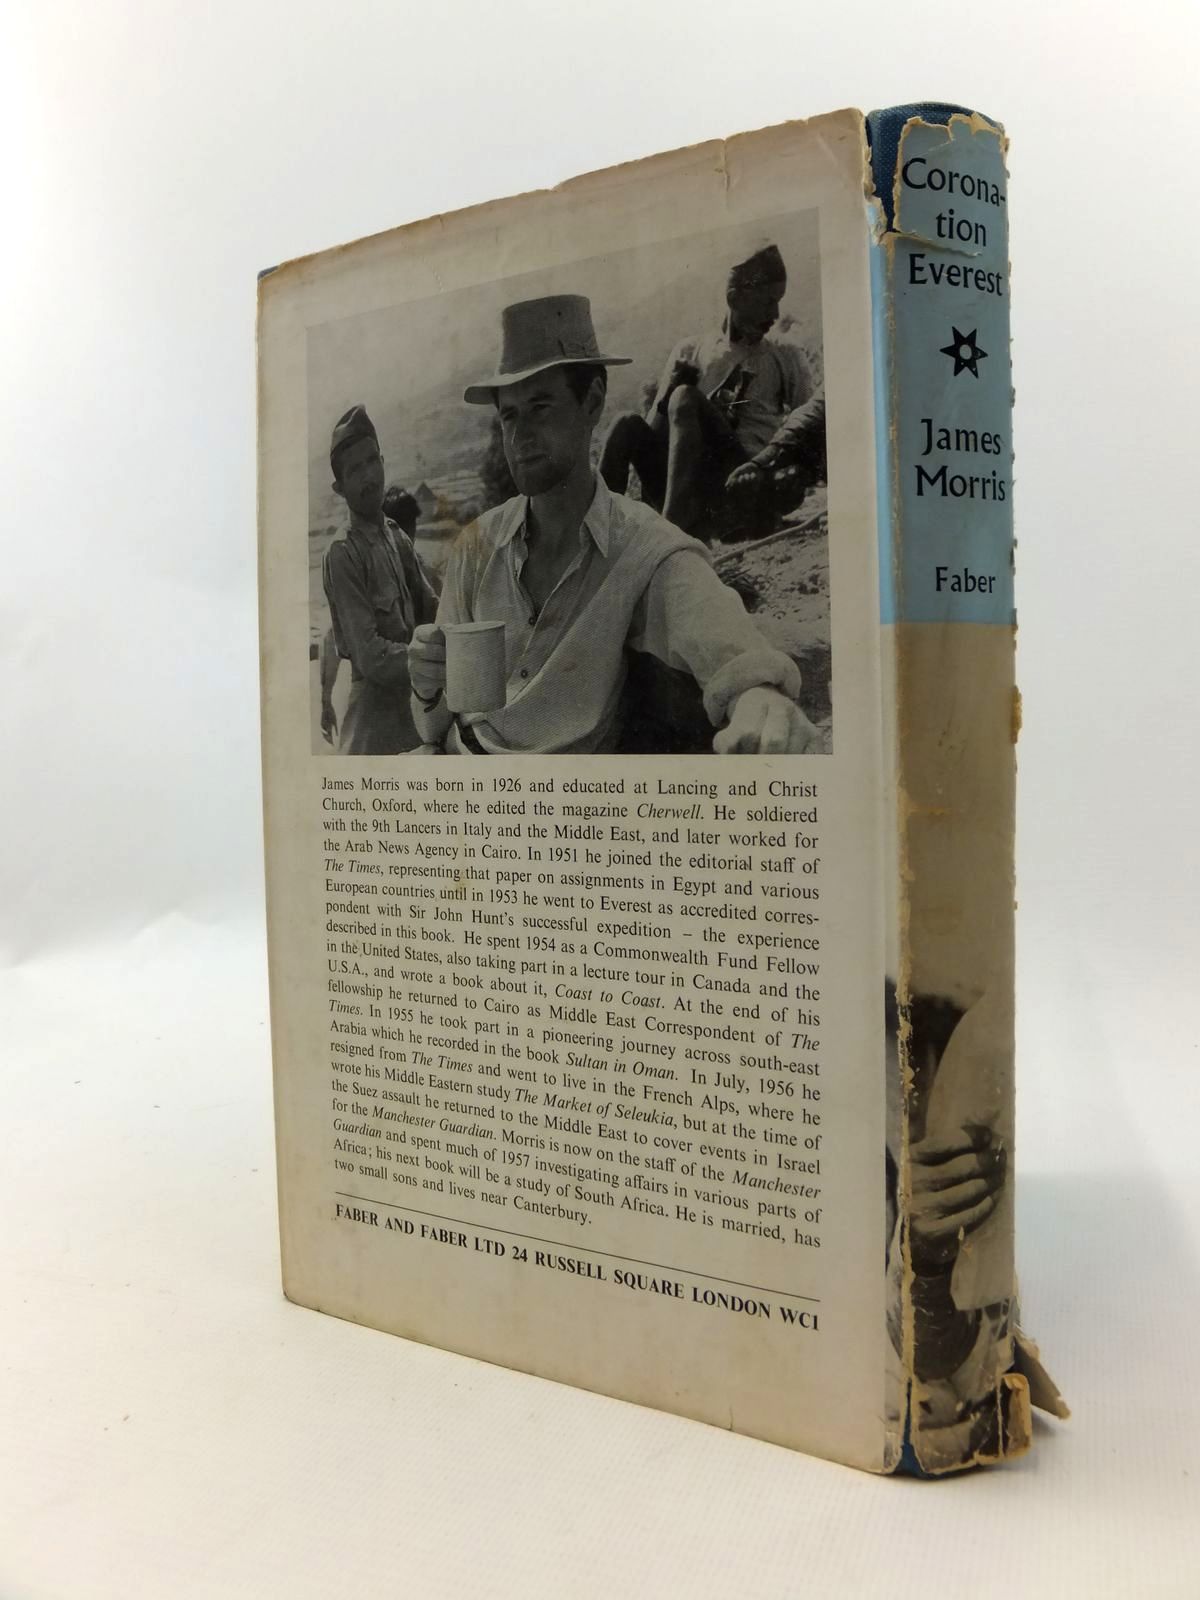 Corona-
tion
Everest
James
Morris
Faber
James Morris was born in 1926 and educated at Lancing and Christ
Church, Oxford, where he edited the magazine Cherwell. He soldiered
with the 9th Lancers in Italy and the Middle East, and later worked for
the Arab News Agency in Cairo. In 1951 he joined the editorial staff of
The Times, representing that paper on assignments in Egypt and various
European countries until in 1953 he went to Everest as accredited corres-
pondent with Sir John Hunt's successful expedition – the experience
described in this book. He spent 1954 as a Commonwealth Fund Fellow
in the United States, also taking part in a lecture tour in Canada and the
U.S.A., and wrote a book about it, Coast to Coast. At the end of his
fellowship he returned to Cairo as Middle East Correspondent of The
Times. In 1955 he took part in a pioneering journey across south-east
Arabia which he recorded in the book Sultan in Oman. In July, 1956 he
resigned from The Times and went to live in the French Alps, where he
wrote his Middle Eastern study The Market of Seleukia, but at the time of
the Suez assault he returned to the Middle East to cover events in Israel
for the Manchester Guardian. Morris is now on the staff of the Manchester
Guardian and spent much of 1957 investigating affairs in various parts of
Africa; his next book will be a study of South Africa. He is married, has
two small sons and lives near Canterbury.
FABER AND FABER LTD 24 RUSSELL SQUARE LONDON WC1